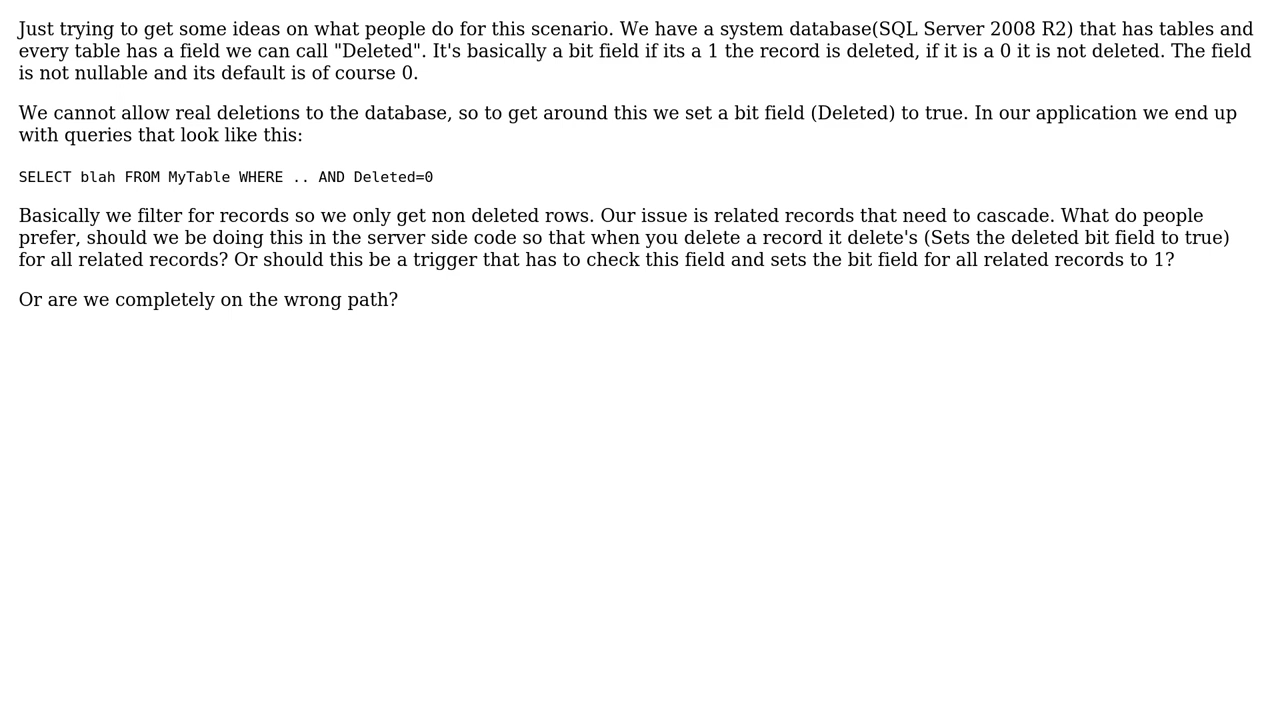 Just trying to get some ideas on what people do for this scenario. We have a system database(SQL Server 2008 R2) that has tables and
every table has a field we can call "Deleted". It's basically a bit field if its a 1 the record is deleted, if it is a 0 it is not deleted. The field
is not nullable and its default is of course 0.
We cannot allow real deletions to the database, so to get around this we set a bit field (Deleted) to true. In our application we end up
with queries that look like this:
SELECT blah FROM MyTable WHERE .. AND Deleted=0
Basically we filter for records so we only get non deleted rows. Our issue is related records that need to cascade. What do people
prefer, should we be doing this in the server side code so that when you delete a record it delete's (Sets the deleted bit field to true)
for all related records? Or should this be a trigger that has to check this field and sets the bit field for all related records to 1?
Or are we completely on the wrong path?